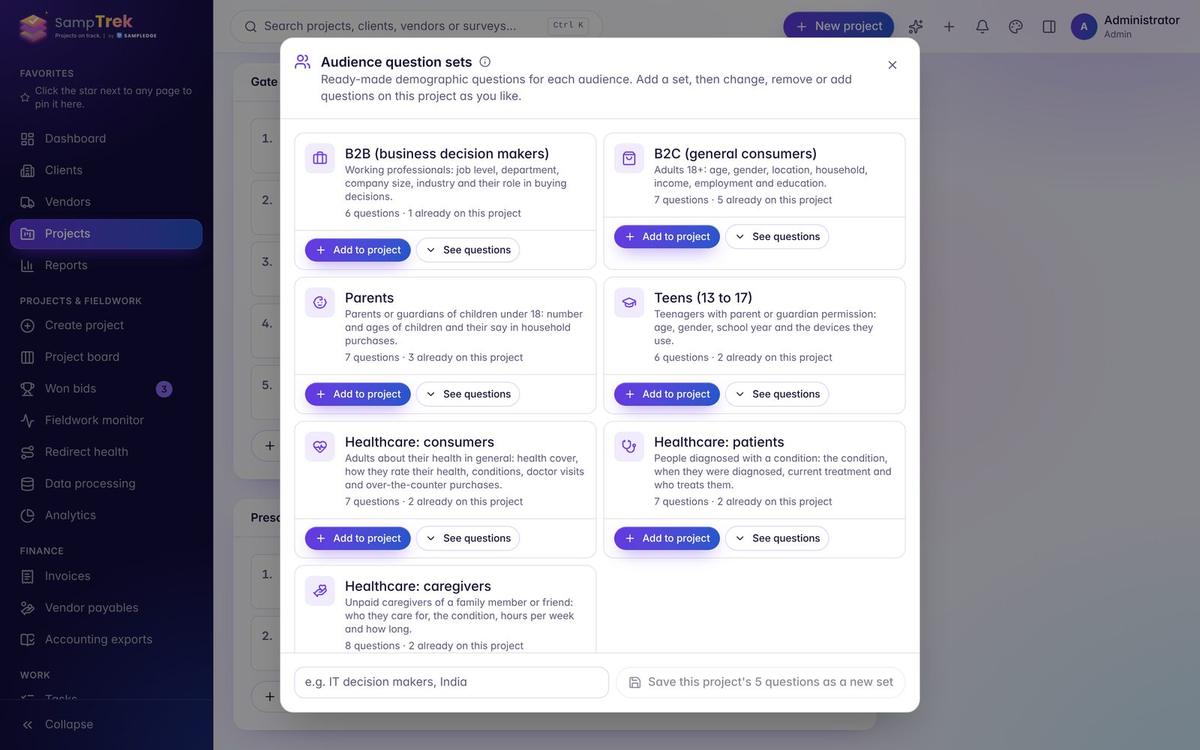 SampTrek
Projects on track. | by SAMPLEDGE
Search projects, clients, vendors or surveys...
Ctrl K
New project
A
Administrator
Admin
FAVORITES
Click the star next to any page to
pin it here.
Dashboard
Clients
Vendors
Projects
Reports
PROJECTS & FIELDWORK
Create project
Project board
Won bids
3
Fieldwork monitor
Redirect health
Data processing
Analytics
FINANCE
Invoices
Vendor payables
Accounting exports
WORK
Tasks
Collapse
Gate
1.
2.
3.
4.
5.
Presc
1.
2.
Audience question sets
Ready-made demographic questions for each audience. Add a set, then change, remove or add
questions on this project as you like.
B2B (business decision makers)
Working professionals: job level, department,
company size, industry and their role in buying
decisions.
6 questions · 1 already on this project
Add to project
See questions
B2C (general consumers)
Adults 18+: age, gender, location, household,
income, employment and education.
7 questions · 5 already on this project
Add to project
See questions
Parents
Parents or guardians of children under 18: number
and ages of children and their say in household
purchases.
7 questions · 3 already on this project
Add to project
See questions
Teens (13 to 17)
Teenagers with parent or guardian permission:
age, gender, school year and the devices they
use.
6 questions · 2 already on this project
Add to project
See questions
Healthcare: consumers
Adults about their health in general: health cover,
how they rate their health, conditions, doctor visits
and over-the-counter purchases.
7 questions · 2 already on this project
Add to project
See questions
Healthcare: patients
People diagnosed with a condition: the condition,
when they were diagnosed, current treatment and
who treats them.
7 questions · 2 already on this project
Add to project
See questions
Healthcare: caregivers
Unpaid caregivers of a family member or friend:
who they care for, the condition, hours per week
and how long.
8 questions · 2 already on this project
e.g. IT decision makers, India
Save this project's 5 questions as a new set